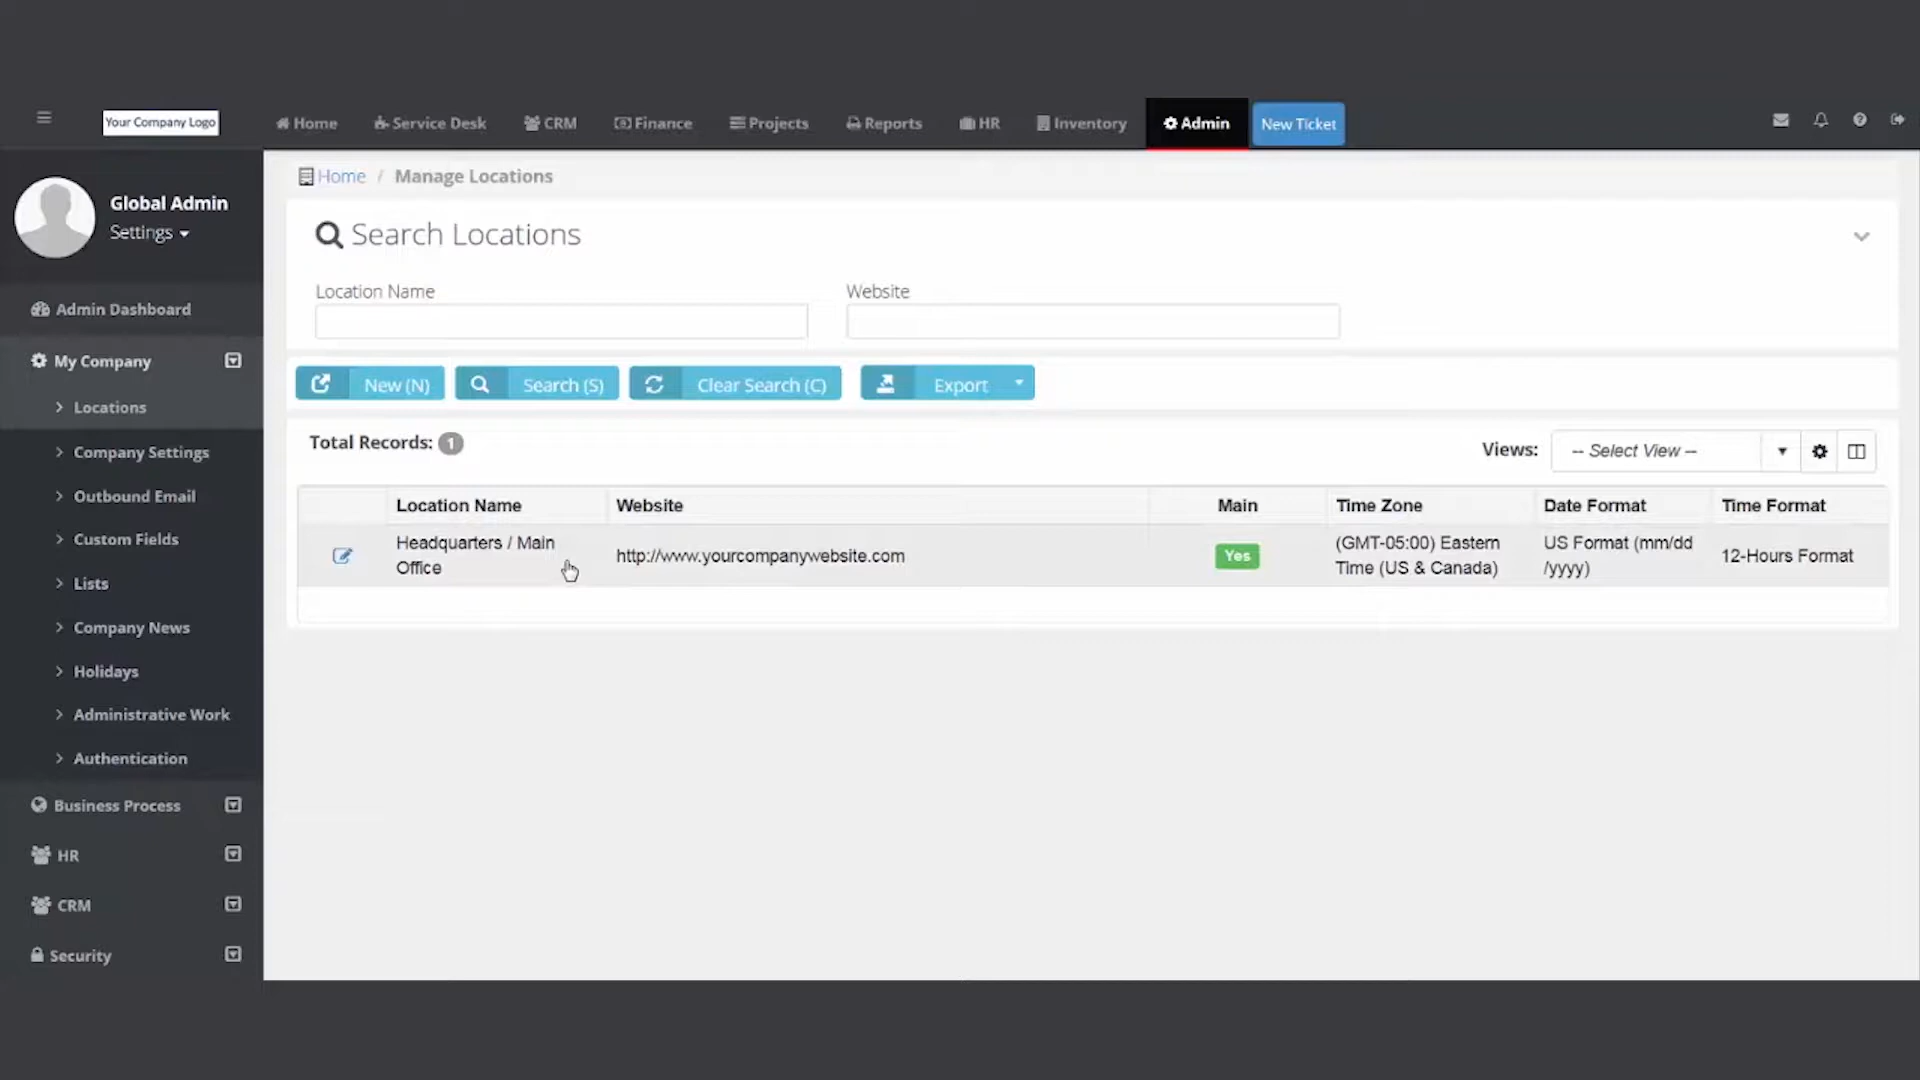 Your Company Logo
Home
Service Desk
CRM
Finance
Projects
Reports
HR
Inventory
Admin
New Ticket
Global Admin
Settings
Admin Dashboard
My Company
Locations
Company Settings
Outbound Email
Custom Fields
Lists
Company News
Holidays
Administrative Work
Authentication
Business Process
HR
CRM
Security
Home / Manage Locations
Search Locations
Location Name
Website
New (N)
Search (S)
Clear Search (C)
Export
Total Records: 1
Views:
-- Select View --
Location Name
Website
Main
Time Zone
Date Format
Time Format
Headquarters / Main
Office
http://www.yourcompanywebsite.com
Yes
(GMT-05:00) Eastern
Time (US & Canada)
US Format (mm/dd
/yyyy)
12-Hours Format